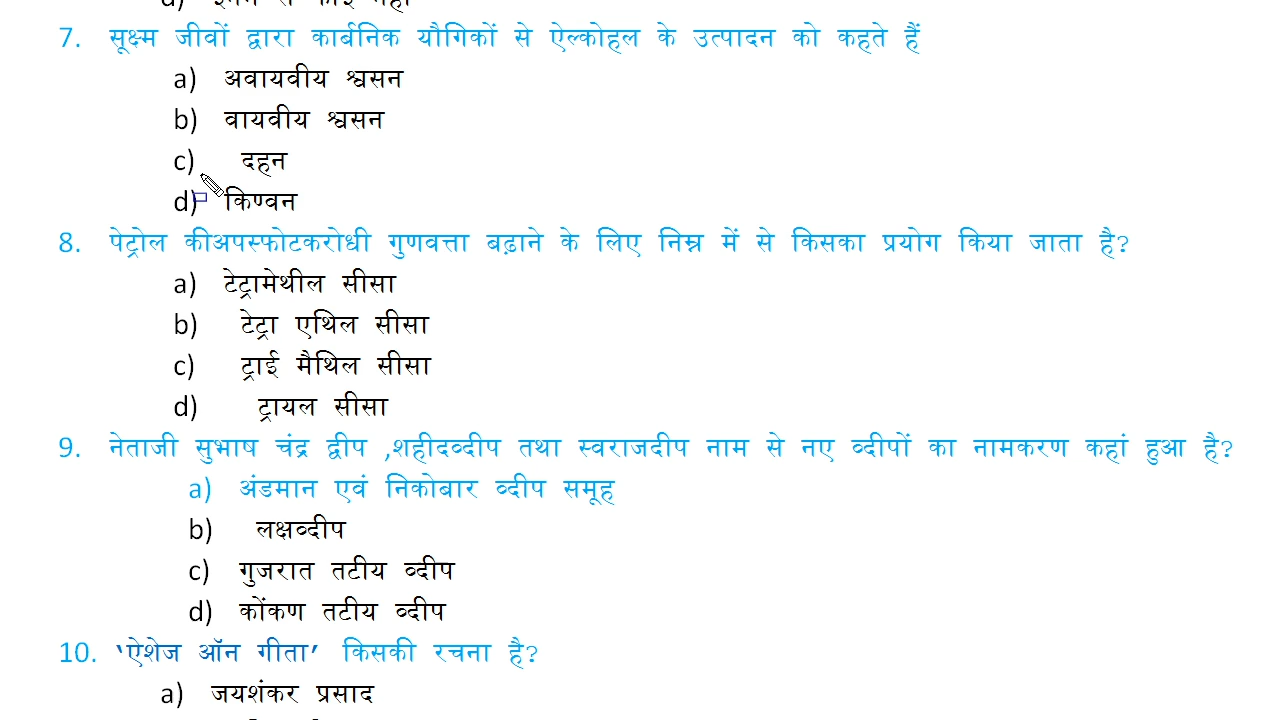 7. सूक्ष्म जीवों द्वारा कार्बनिक यौगिकों से ऐल्कोहल के उत्पादन को कहते हैं
a) अवायवीय श्वसन
b) वायवीय श्वसन
c) दहन
d) किण्वन
8. पेट्रोल कीअपस्फोटकरोधी गुणवत्ता बढ़ाने के लिए निम्न में से किसका प्रयोग किया जाता है?
a) टेट्रामेथील सीसा
b) टेट्रा एथिल सीसा
c) ट्राई मैथिल सीसा
d) ट्रायल सीसा
9. नेताजी सुभाष चंद्र द्वीप ,शहीदव्दीप तथा स्वराजदीप नाम से नए व्दीपों का नामकरण कहां हुआ है?
a) अंडमान एवं निकोबार व्दीप समूह
b) लक्षव्दीप
c) गुजरात तटीय व्दीप
d) कोंकण तटीय व्दीप
10. ‘ऐशेज ऑन गीता’ किसकी रचना है?
a) जयशंकर प्रसाद